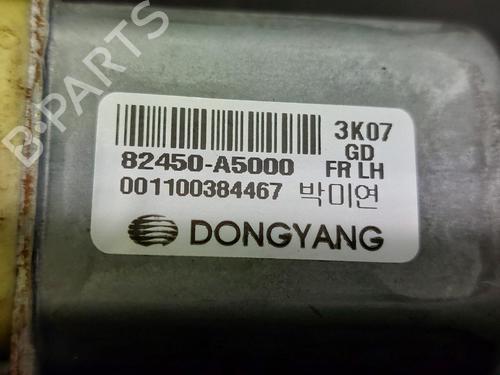 B-PARTS
3K07
GD
82450-A5000 FR LH
001100384467 박미연
DONGYANG